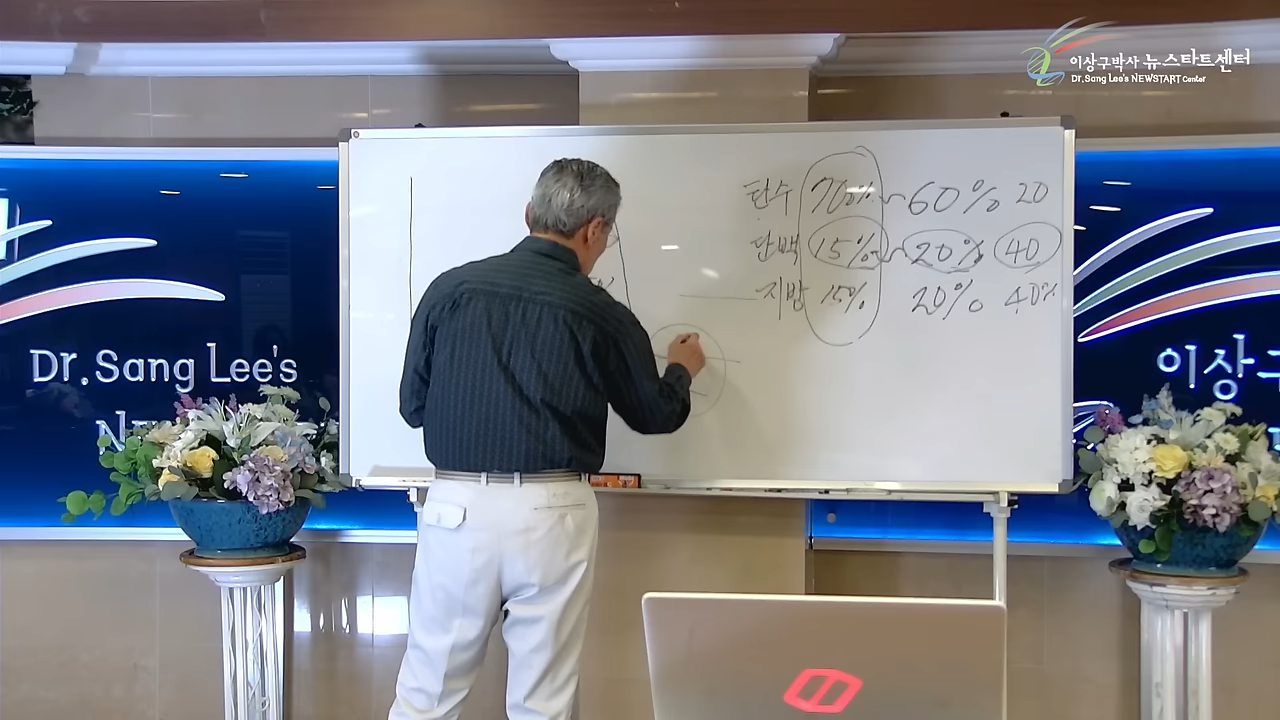 이상구박사 뉴스타트센터
Dr. Sang Lee's NEWSTART Center
탄수 70% ~ 60% 20
단백 15% ~ 20% 40
지방 15% 20% 40%
Dr.Sang Lee's
이상구